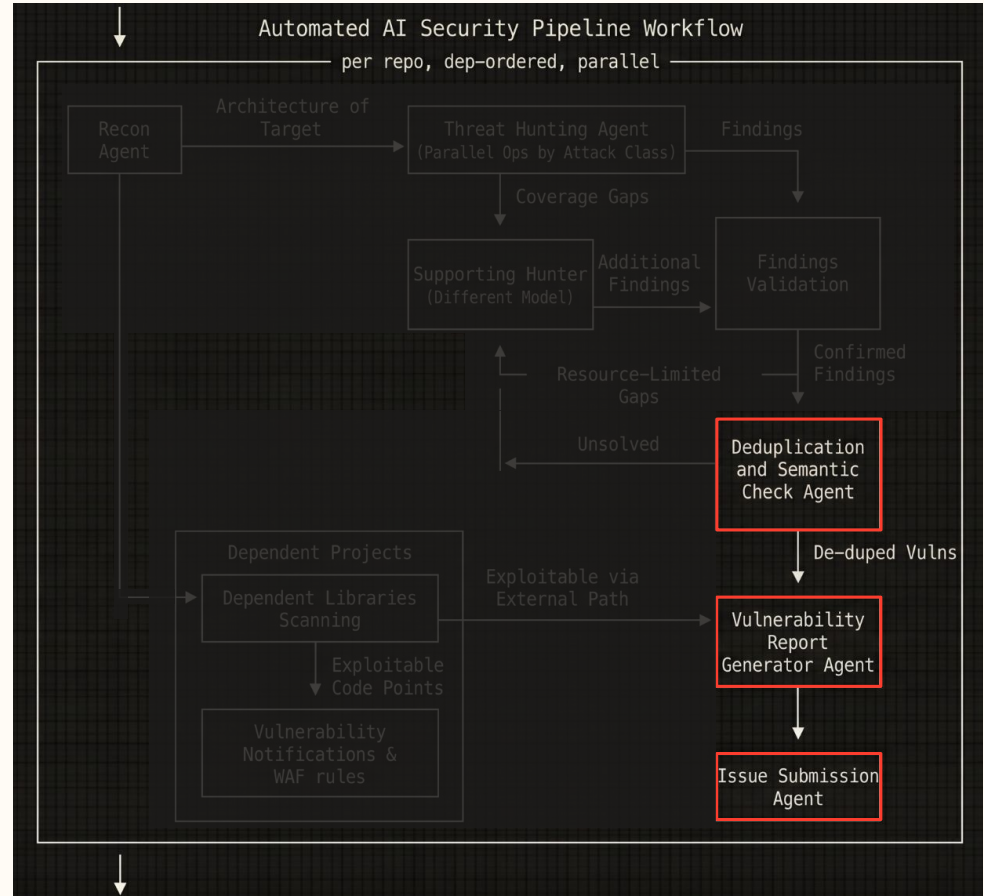 Automated AI Security Pipeline Workflow
per repo, dep-ordered, parallel
Recon
Agent
Architecture of
Target
Threat Hunting Agent
(Parallel Ops by Attack Class)
Findings
Coverage Gaps
Supporting Hunter
(Different Model)
Additional
Findings
Findings
Validation
Confirmed
Findings
Resource-Limited
Gaps
Unsolved
Deduplication
and Semantic
Check Agent
De-duped Vulns
Dependent Projects
Dependent Libraries
Scanning
Exploitable via
External Path
Vulnerability
Report
Generator Agent
Exploitable
Code Points
Vulnerability
Notifications &
WAF rules
Issue Submission
Agent